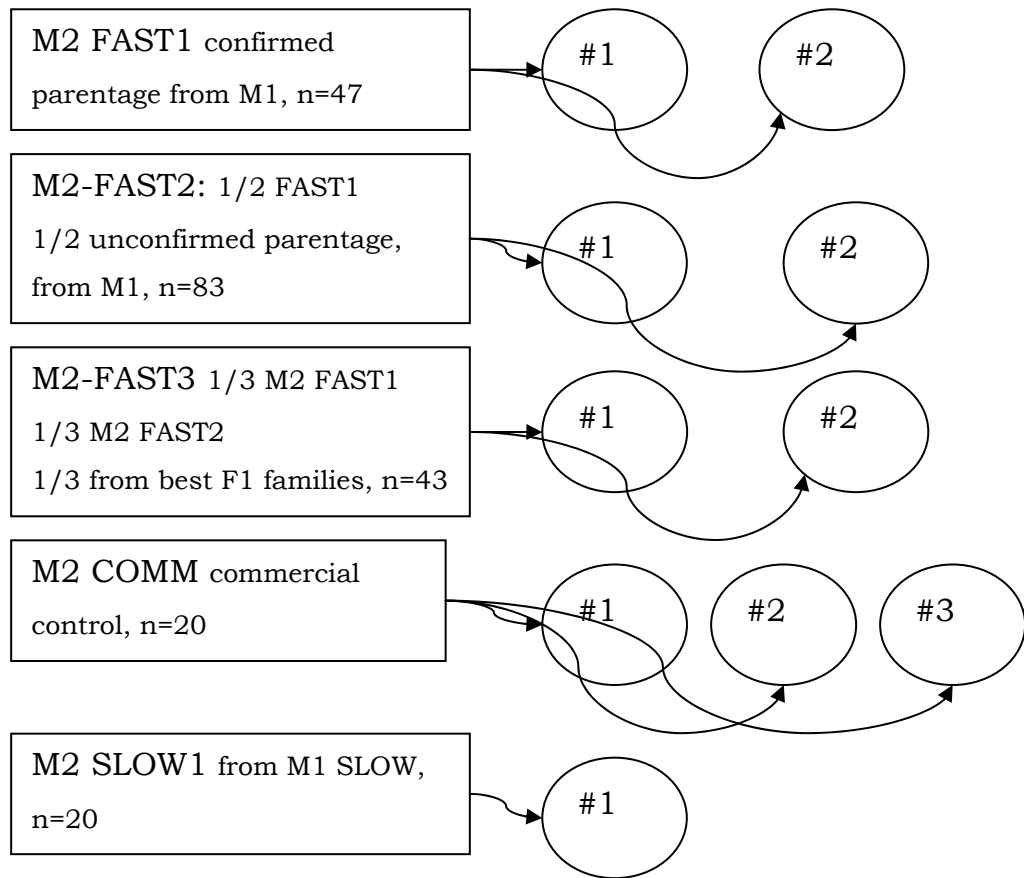 M2 FAST1 confirmed
parentage from M1, n=47
#1
#2
M2-FAST2: 1/2 FAST1
1/2 unconfirmed parentage,
from M1, n=83
#1
#2
M2-FAST3 1/3 M2 FAST1
1/3 M2 FAST2
1/3 from best F1 families, n=43
#1
#2
M2 COMM commercial
control, n=20
#1
#2
#3
M2 SLOW1 from M1 SLOW,
n=20
#1